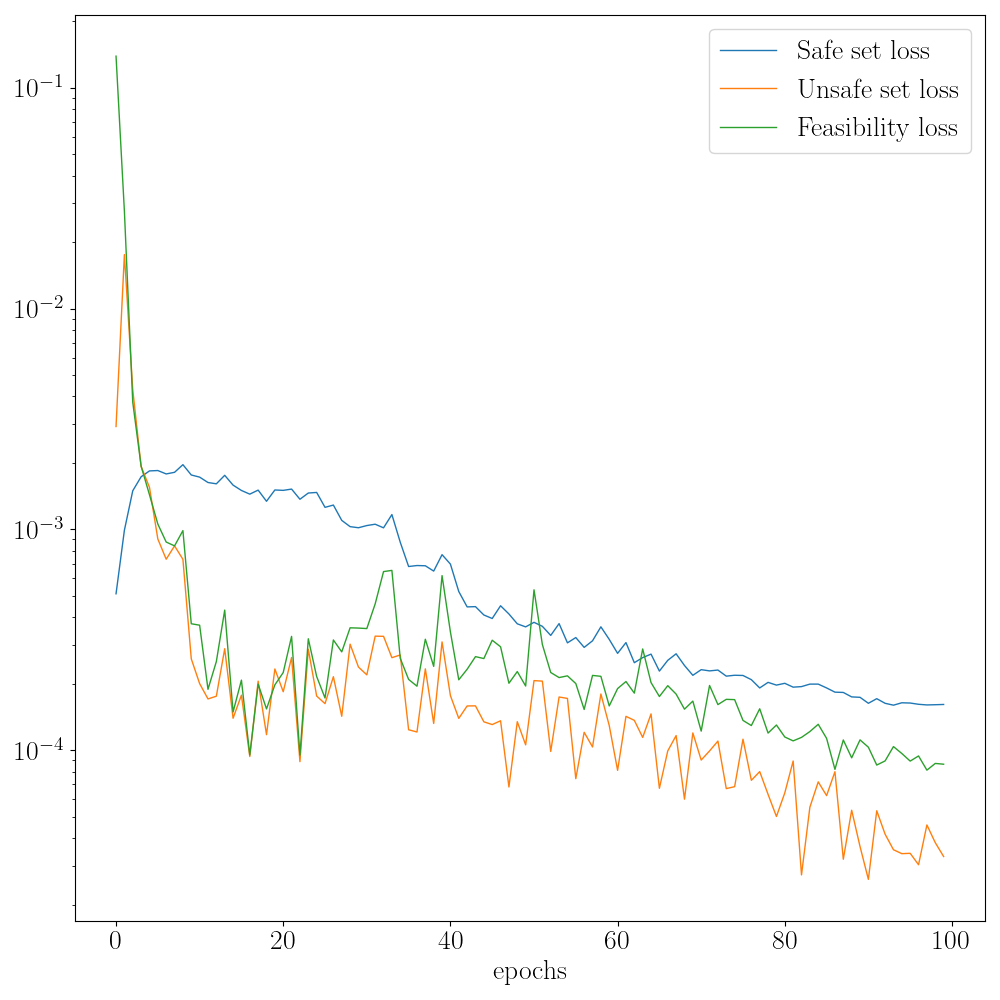 Safe set loss
Unsafe set loss
Feasibility loss
10⁻¹
10⁻²
10⁻³
10⁻⁴
0 20 40 60 80 100
epochs